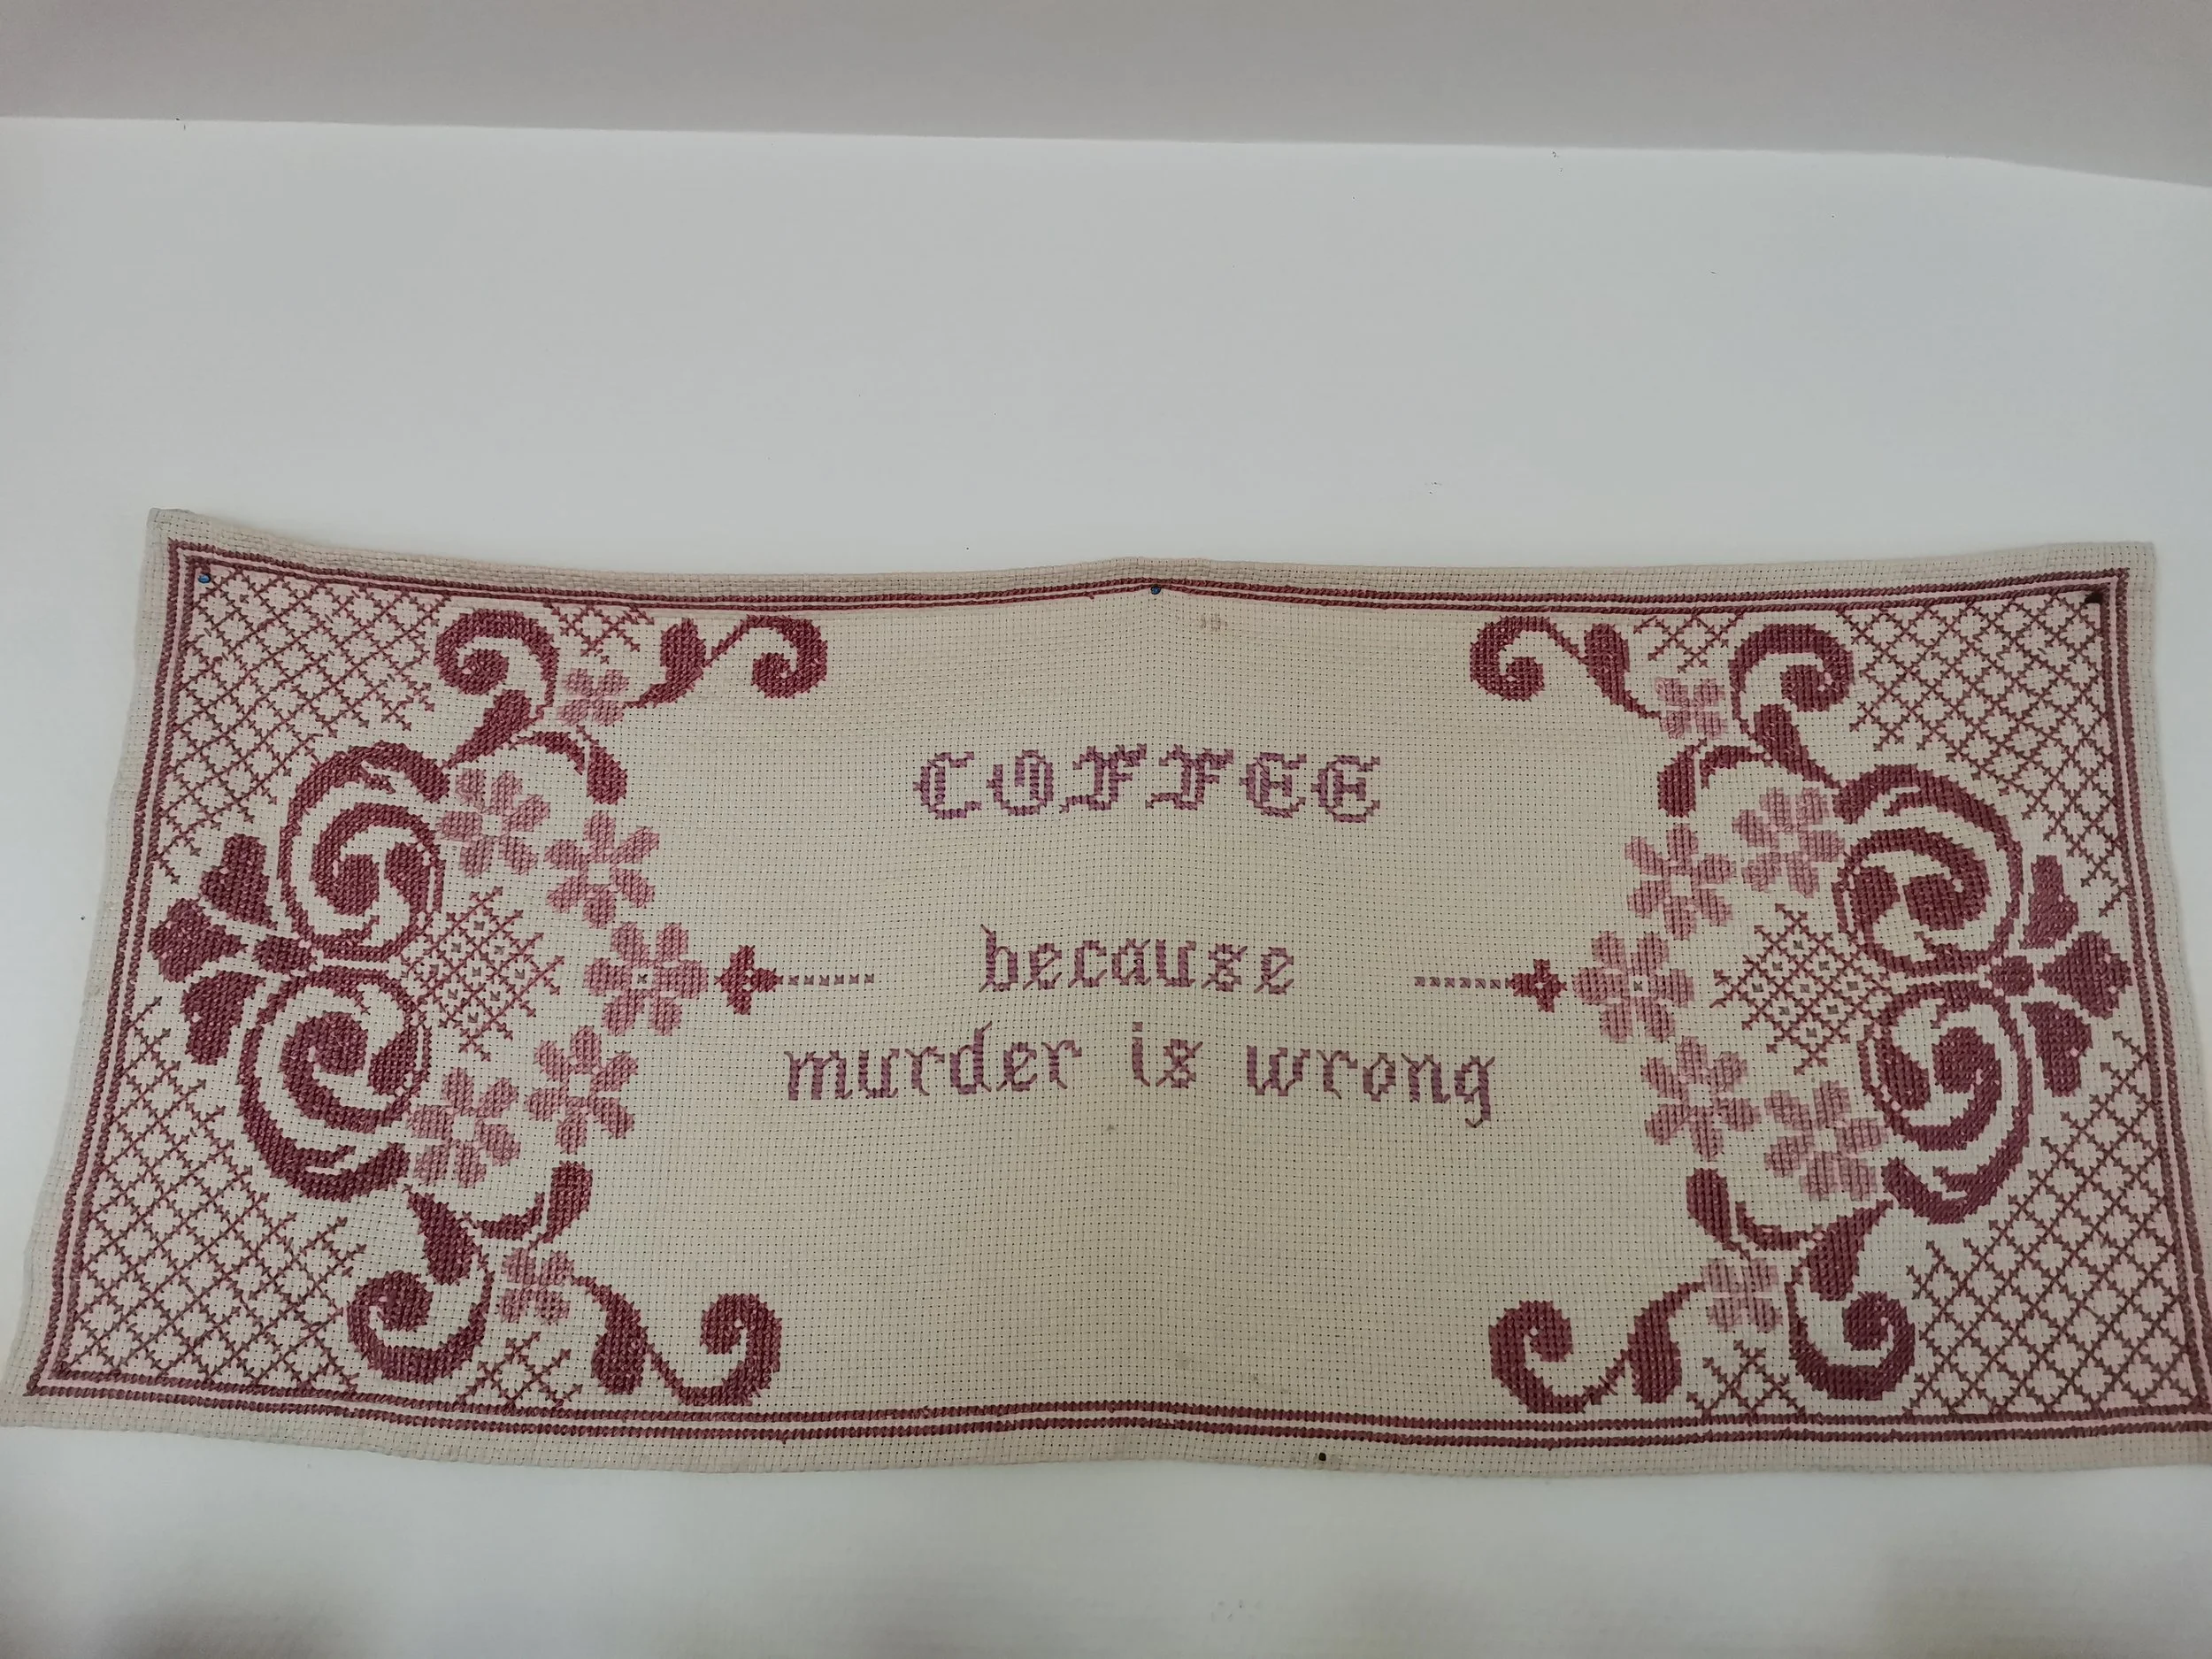 COFFEE
because
murder is wrong